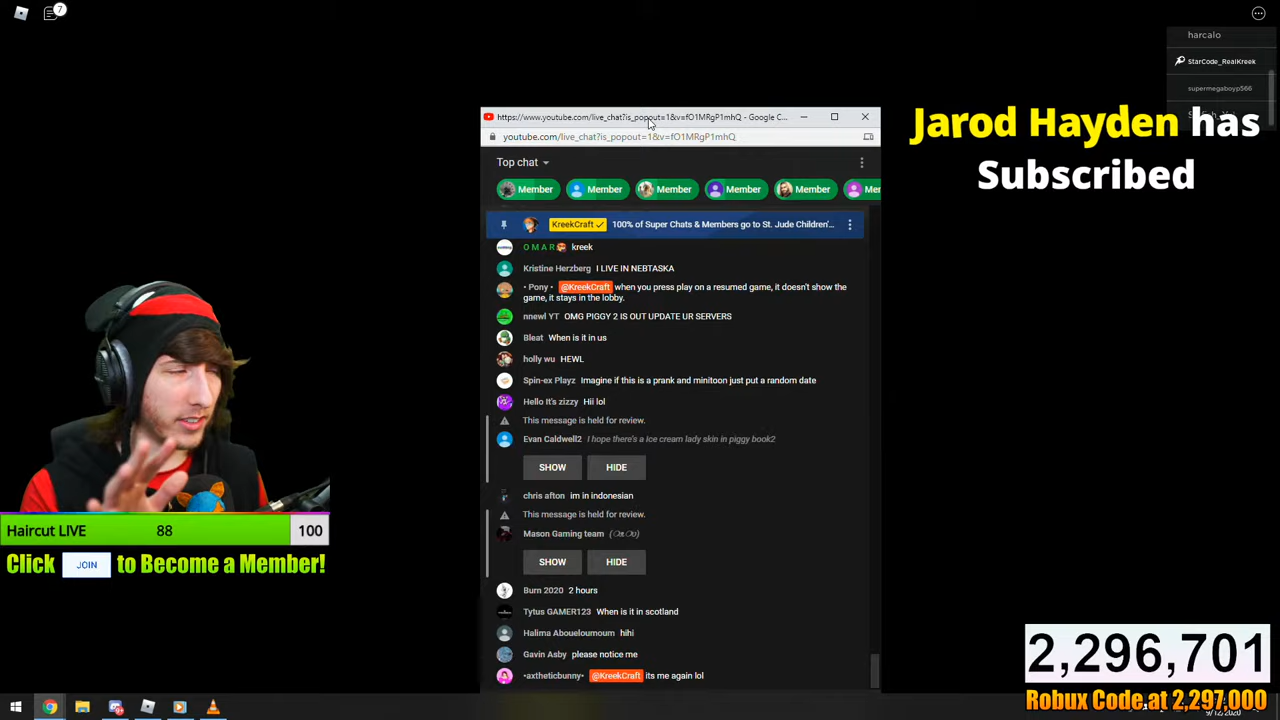 7
harcalo
StarCode_RealKreek
supermegaboyp566
https://www.youtube.com/live_chat?is_popout=1&v=fO1MRgP1mhQ - Google C...
youtube.com/live_chat?is_popout=1&v=fO1MRgP1mhQ
Jarod Hayden has
Subscribed
Top chat
Member Member Member Member Member Mer
KreekCraft 100% of Super Chats & Members go to St. Jude Children'...
O M A R kreek
Kristine Herzberg I LIVE IN NEBTASKA
• Pony • @KreekCraft when you press play on a resumed game, it doesn't show the
game, it stays in the lobby.
nnewl YT OMG PIGGY 2 IS OUT UPDATE UR SERVERS
Bleat When is it in us
holly wu HEWL
Spin-ex Playz Imagine if this is a prank and minitoon just put a random date
Hello It's zizzy Hii lol
This message is held for review.
Evan Caldwell2 I hope there's a Ice cream lady skin in piggy book2
SHOW HIDE
chris afton im in indonesian
This message is held for review.
Mason Gaming team
SHOW HIDE
Burn 2020 2 hours
Tytus GAMER123 When is it in scotland
Halima Aboueloumoum hihi
Gavin Asby please notice me
•axtheticbunny• @KreekCraft its me again lol
Haircut LIVE 88 100
Click JOIN to Become a Member!
2,296,701
Robux Code at 2,297,000
9/12/2020